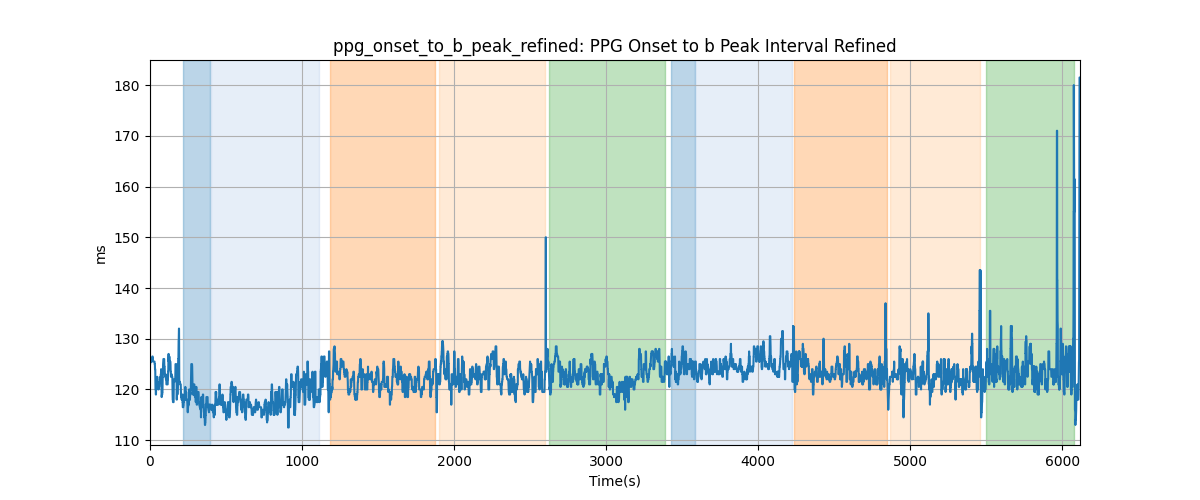 ppg_onset_to_b_peak_refined: PPG Onset to b Peak Interval Refined
180
170
160
150
140
130
120
110
ms
0 1000 2000 3000 4000 5000 6000
Time(s)